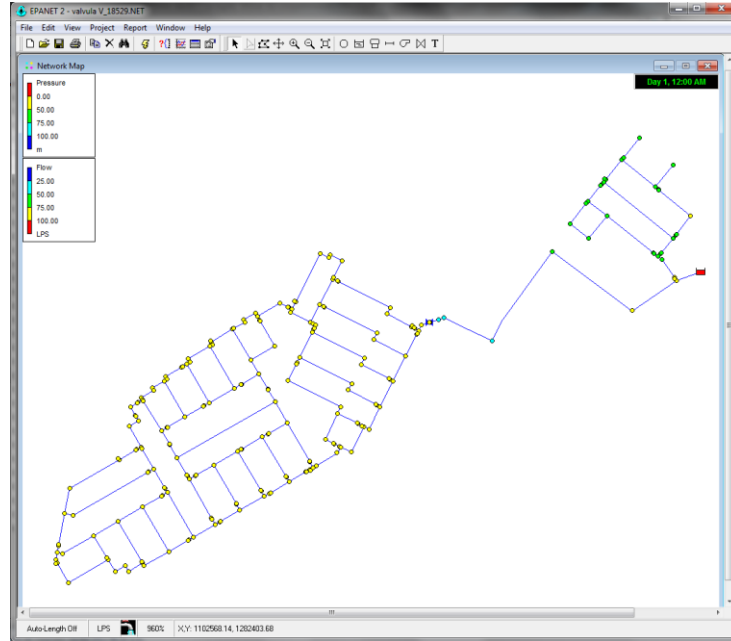 EPANET 2 - valvula V_18529.NET
File Edit View Project Report Window Help
T
Network Map
Day 1, 12:00 AM
Pressure
0.00
50.00
75.00
100.00
m
Flow
25.00
50.00
75.00
100.00
LPS
Auto-Length Off LPS 960% X,Y: 1102568.14, 1202403.68